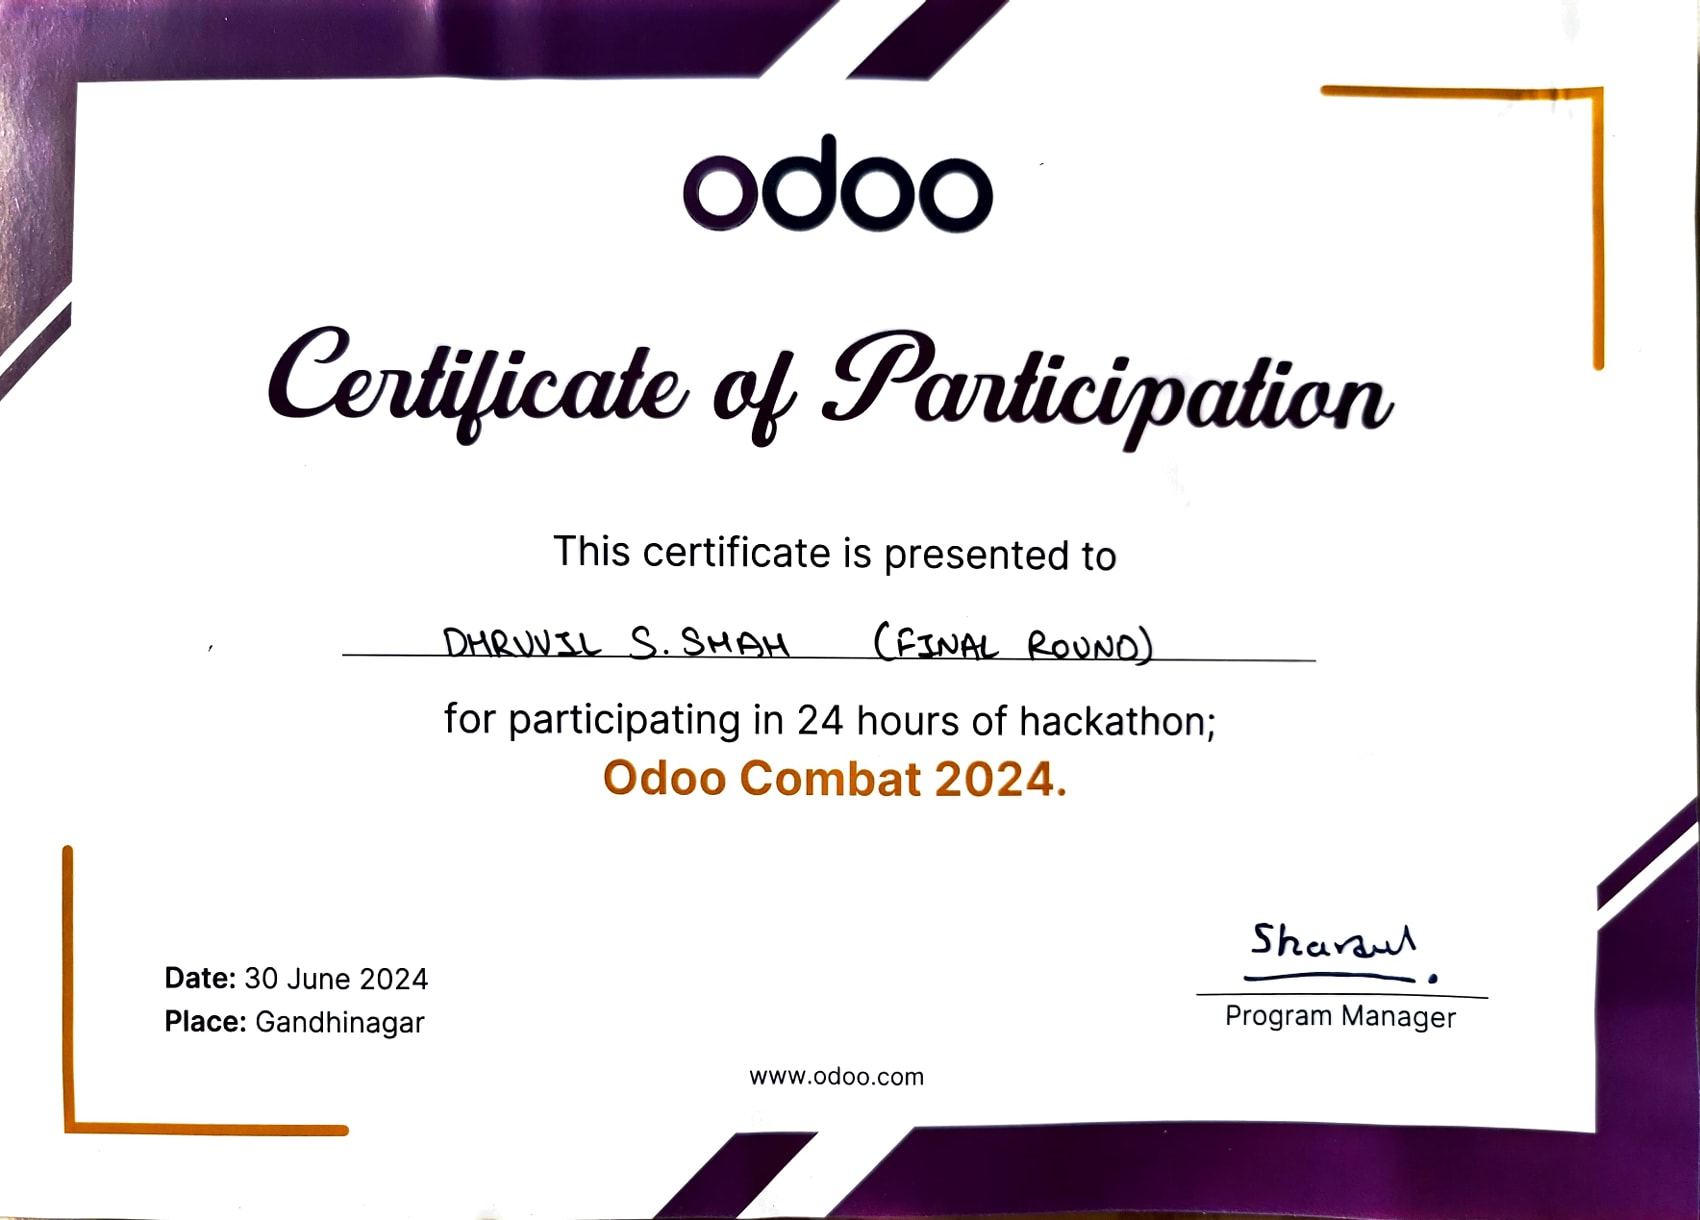 odoo
Certificate of Participation
This certificate is presented to
DHRUVIL S. SHAH (FINAL ROUND)
for participating in 24 hours of hackathon;
Odoo Combat 2024.
Date: 30 June 2024
Place: Gandhinagar
Program Manager
www.odoo.com